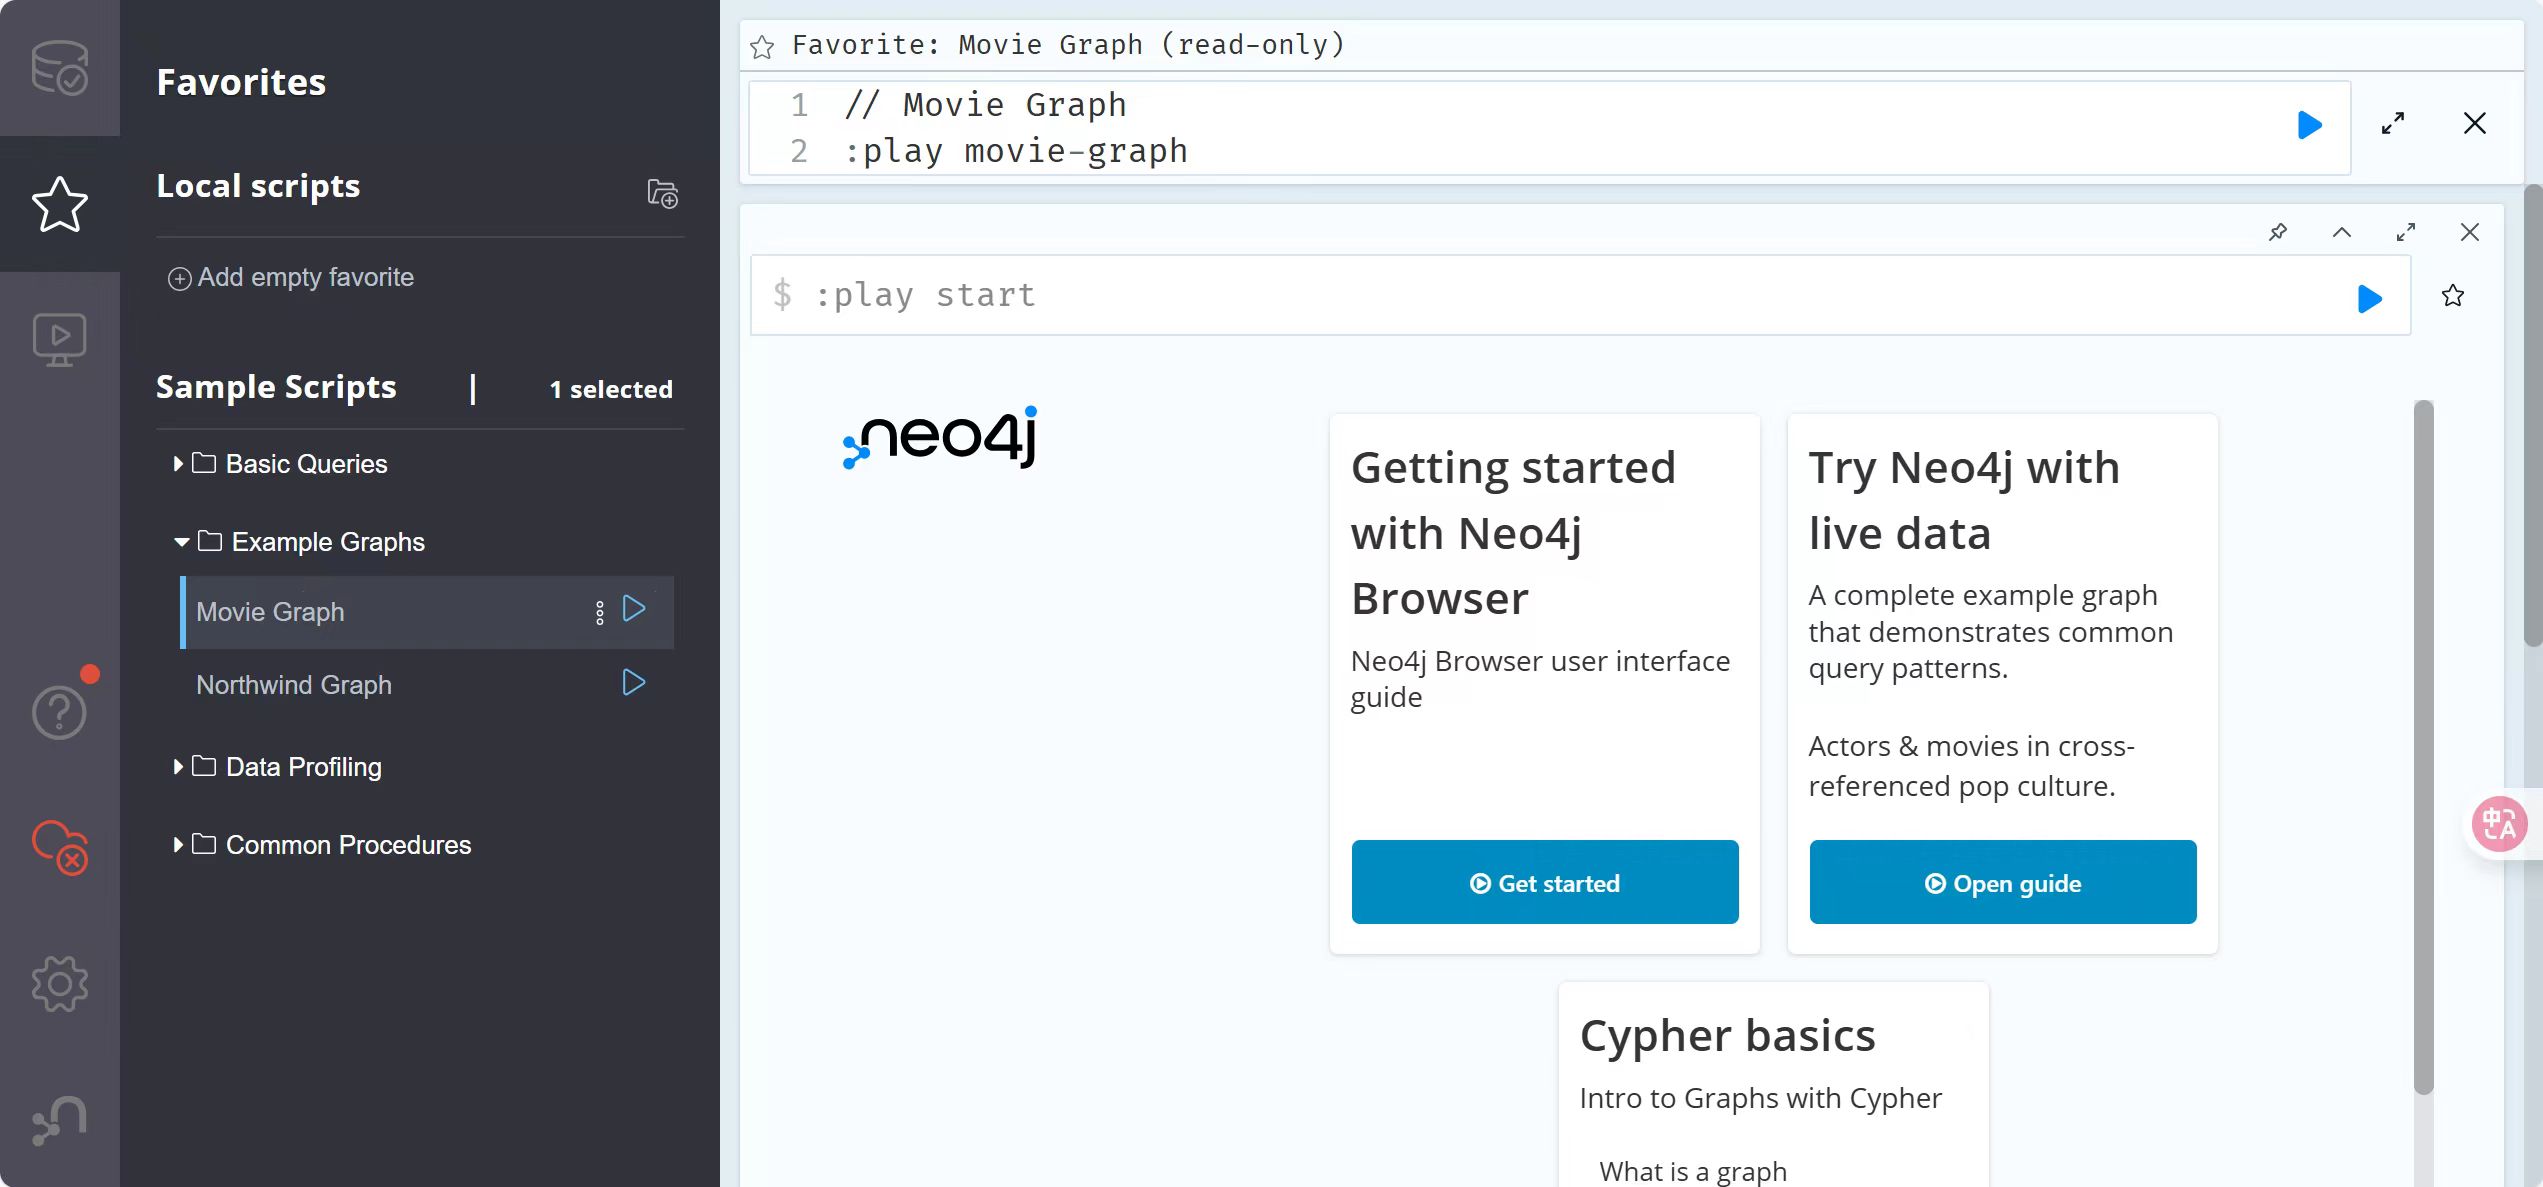 Favorites
Local scripts
Add empty favorite
Sample Scripts | 1 selected
Basic Queries
Example Graphs
Movie Graph
Northwind Graph
Data Profiling
Common Procedures
Favorite: Movie Graph (read-only)
1 // Movie Graph
2 :play movie-graph
$ :play start
neo4j
Getting started
with Neo4j
Browser
Neo4j Browser user interface
guide
Get started
Try Neo4j with
live data
A complete example graph
that demonstrates common
query patterns.
Actors & movies in cross-
referenced pop culture.
Open guide
Cypher basics
Intro to Graphs with Cypher
What is a graph
中A